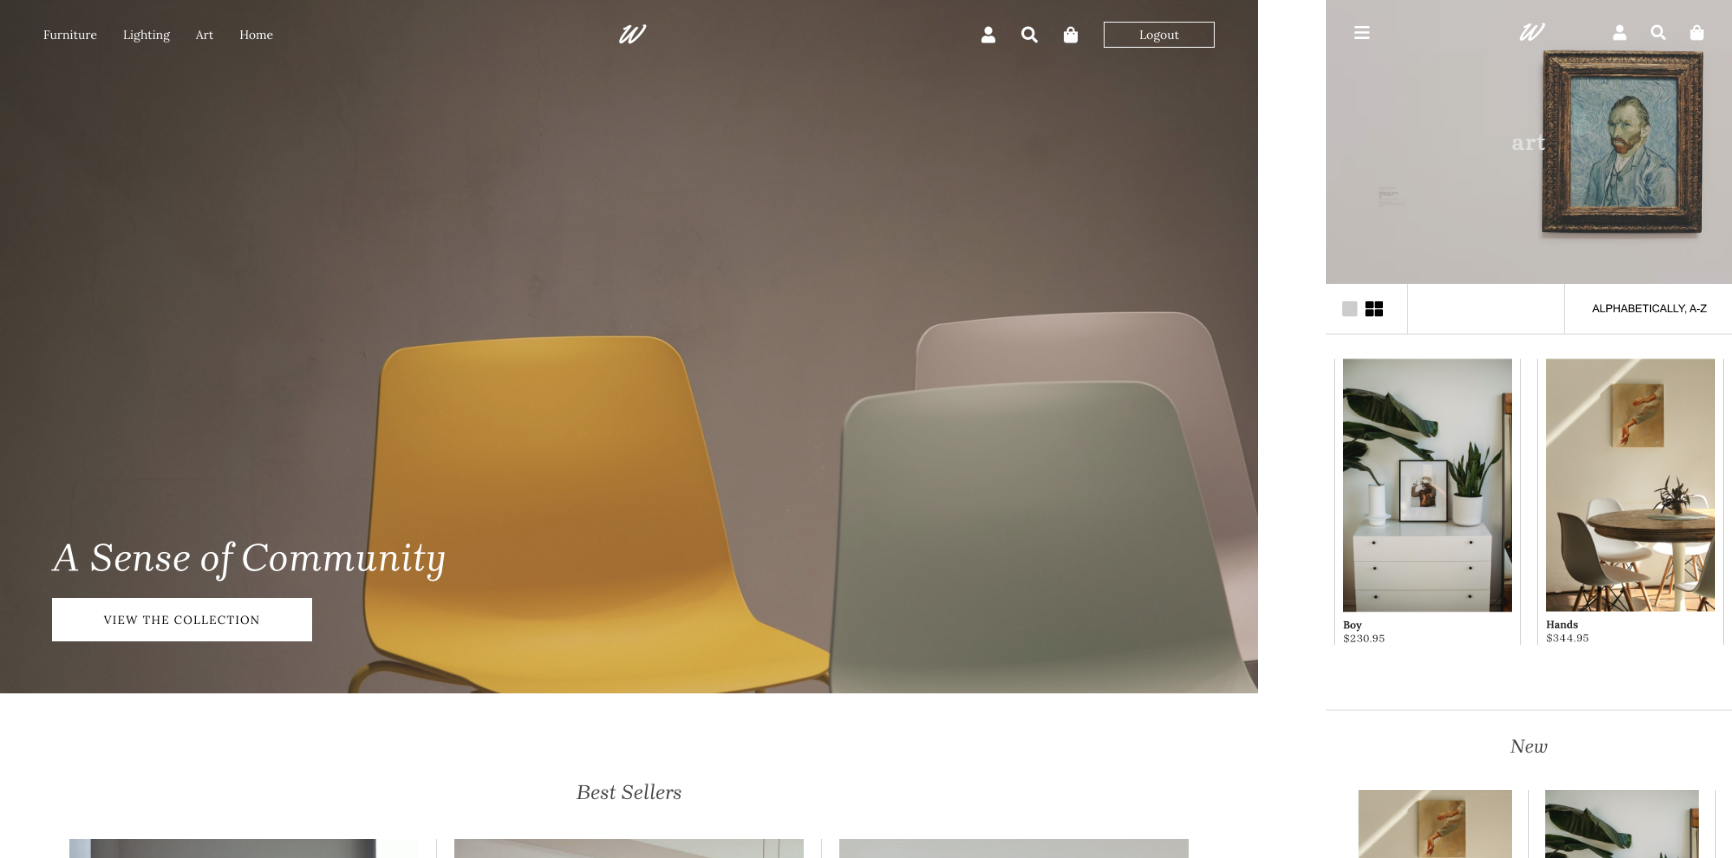 Furniture Lighting Art Home
W
Logout
A Sense of Community
VIEW THE COLLECTION
Best Sellers
W
art
ALPHABETICALLY, A-Z
Boy
$230.95
Hands
$344.95
New